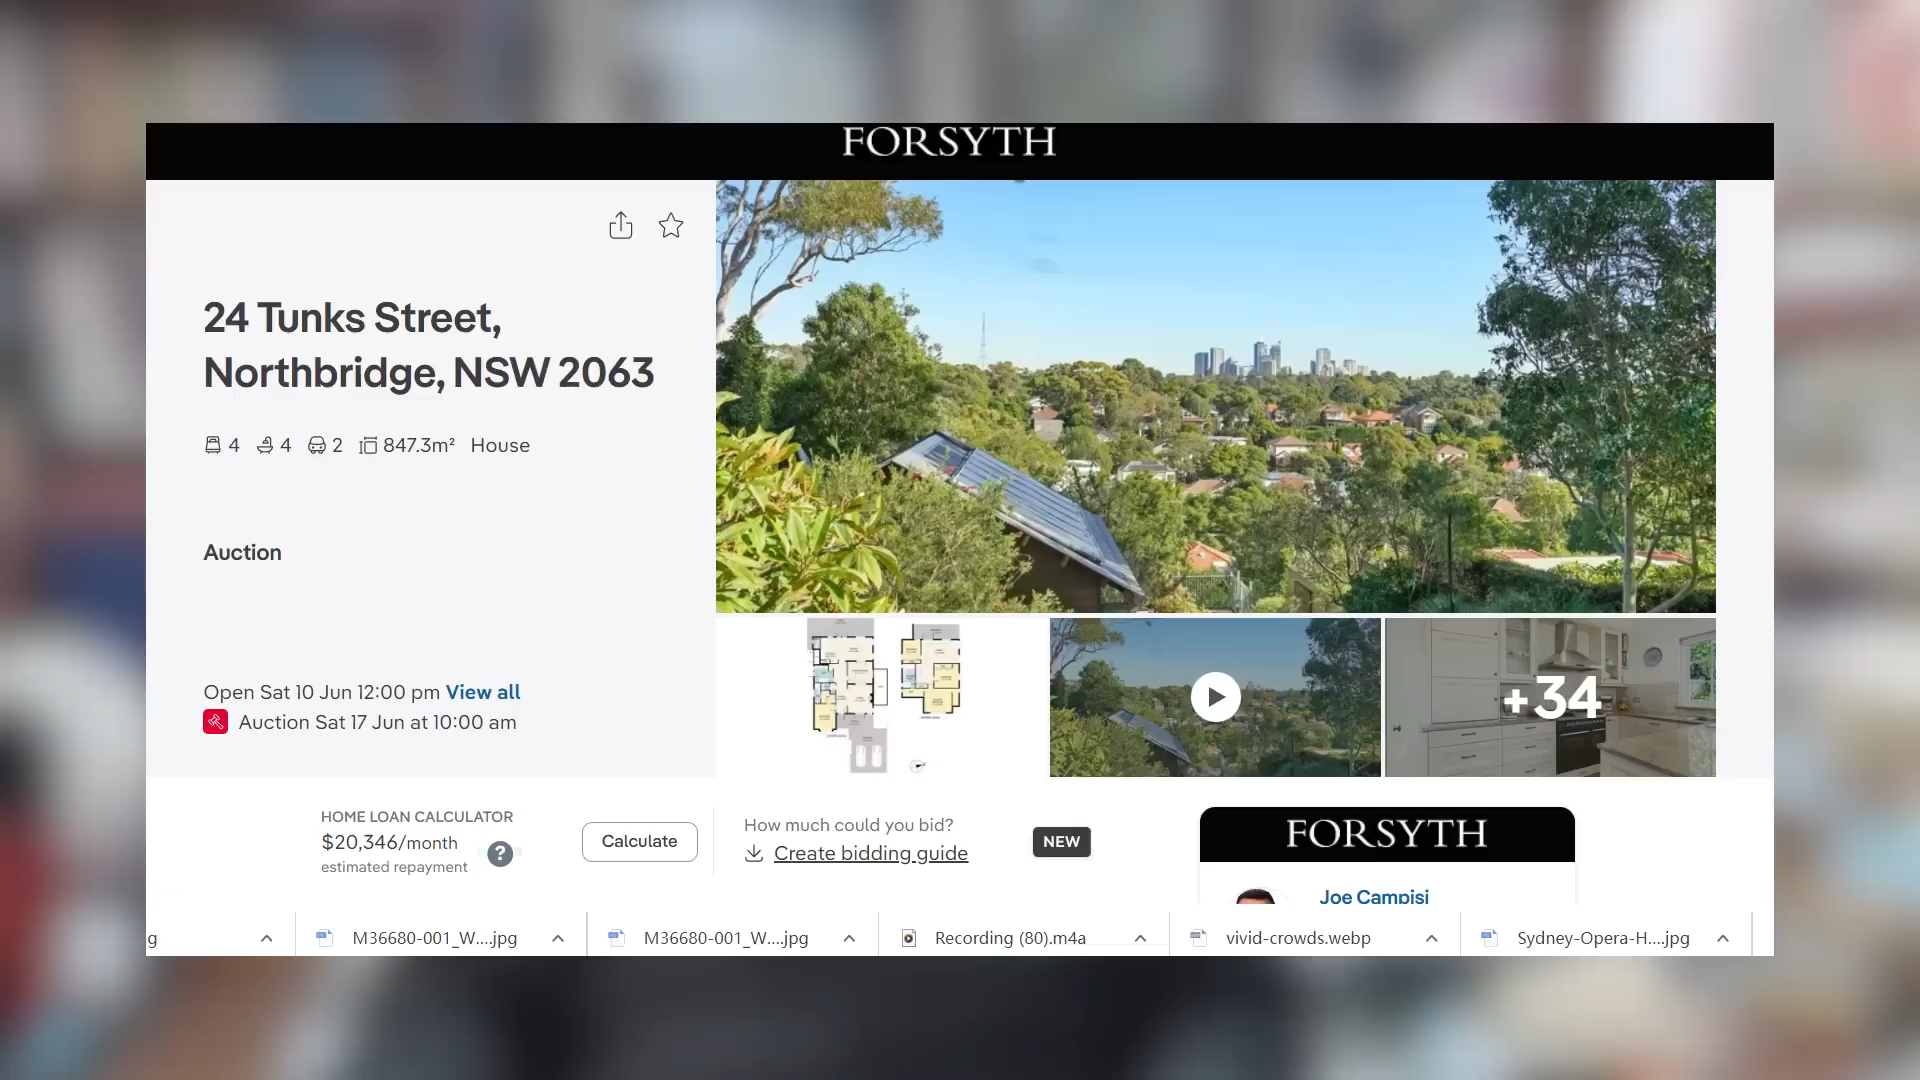 FORSYTH
24 Tunks Street,
Northbridge, NSW 2063
4 4 2 847.3m² House
Auction
Open Sat 10 Jun 12:00 pm View all
Auction Sat 17 Jun at 10:00 am
+34
HOME LOAN CALCULATOR
$20,346/month
estimated repayment
?
Calculate
How much could you bid?
Create bidding guide
NEW
FORSYTH
Joe Campisi
g
M36680-001_W....jpg
M36680-001_W....jpg
Recording (80).m4a
vivid-crowds.webp
Sydney-Opera-H....jpg